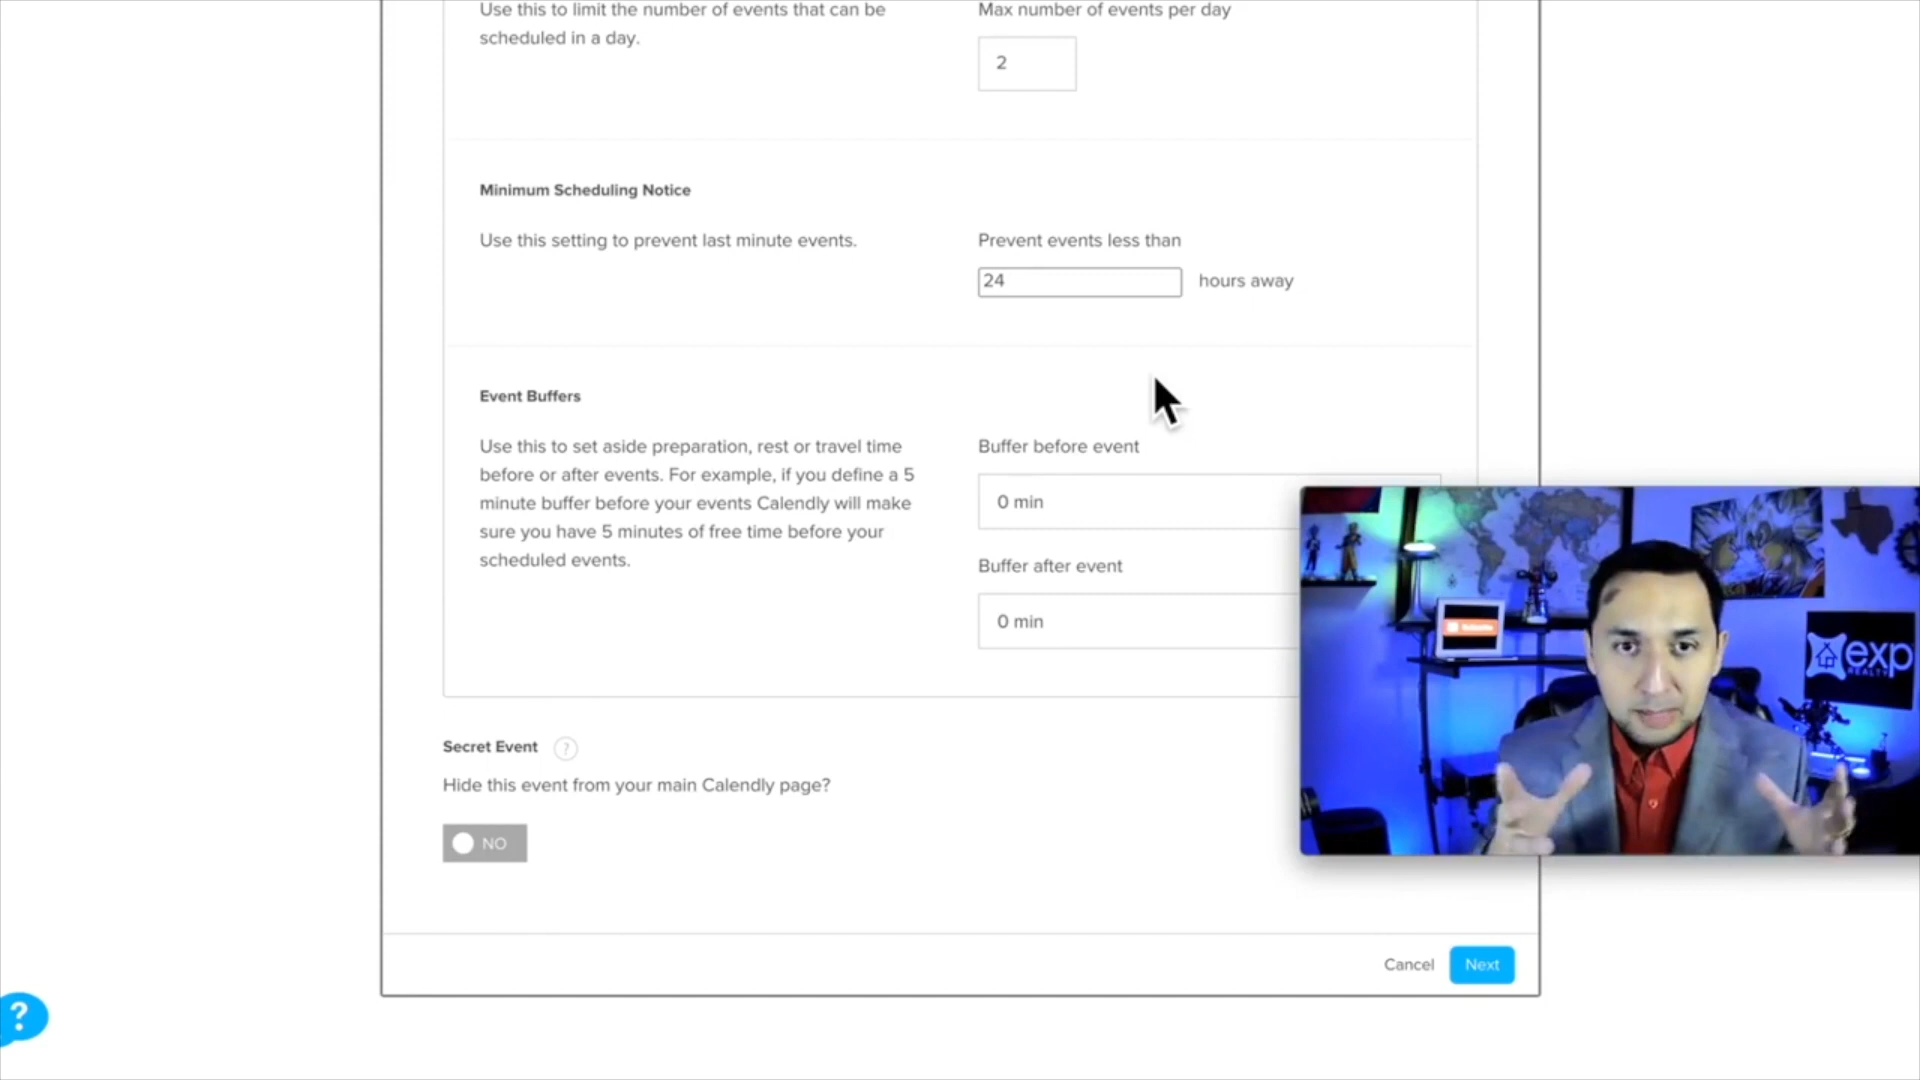 Use this to limit the number of events that can be
scheduled in a day.
Max number of events per day
2
Minimum Scheduling Notice
Use this setting to prevent last minute events.
Prevent events less than
24 hours away
Event Buffers
Use this to set aside preparation, rest or travel time
before or after events. For example, if you define a 5
minute buffer before your events Calendly will make
sure you have 5 minutes of free time before your
scheduled events.
Buffer before event
0 min
Buffer after event
0 min
exp
REALTY
Secret Event ?
Hide this event from your main Calendly page?
NO
Cancel
Next
?